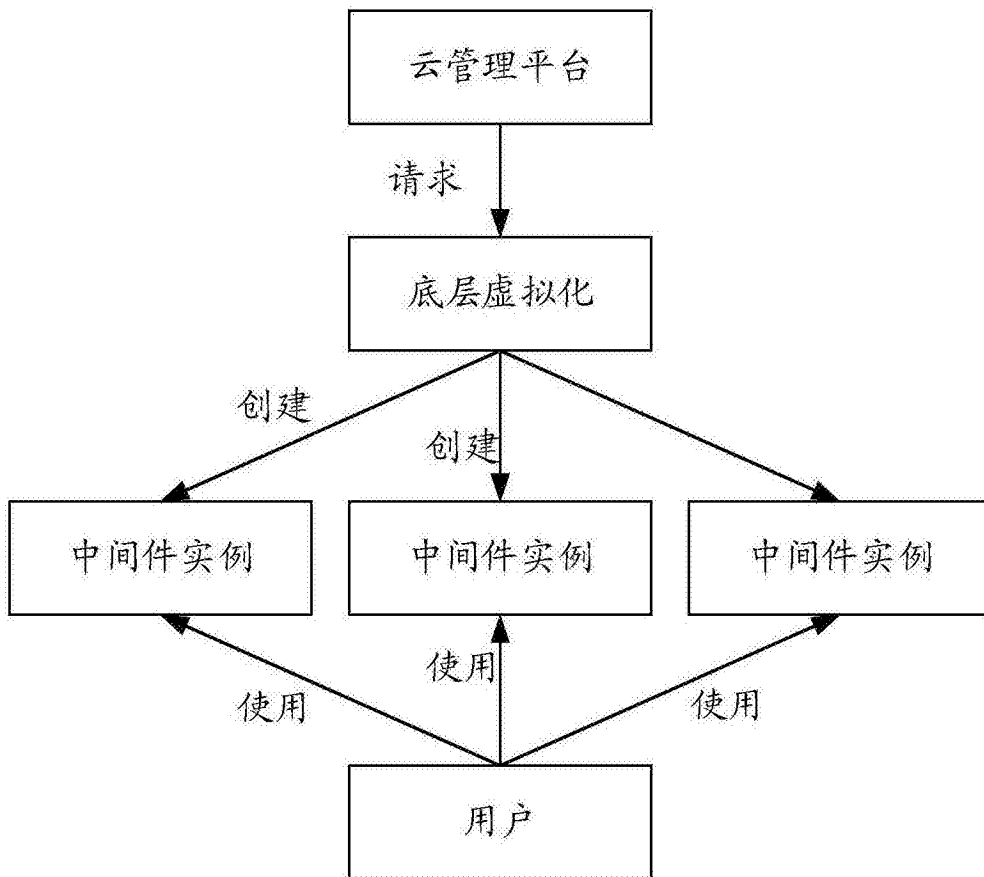 云管理平台
请求
底层虚拟化
创建
创建
中间件实例
中间件实例
中间件实例
使用
使用
使用
用户